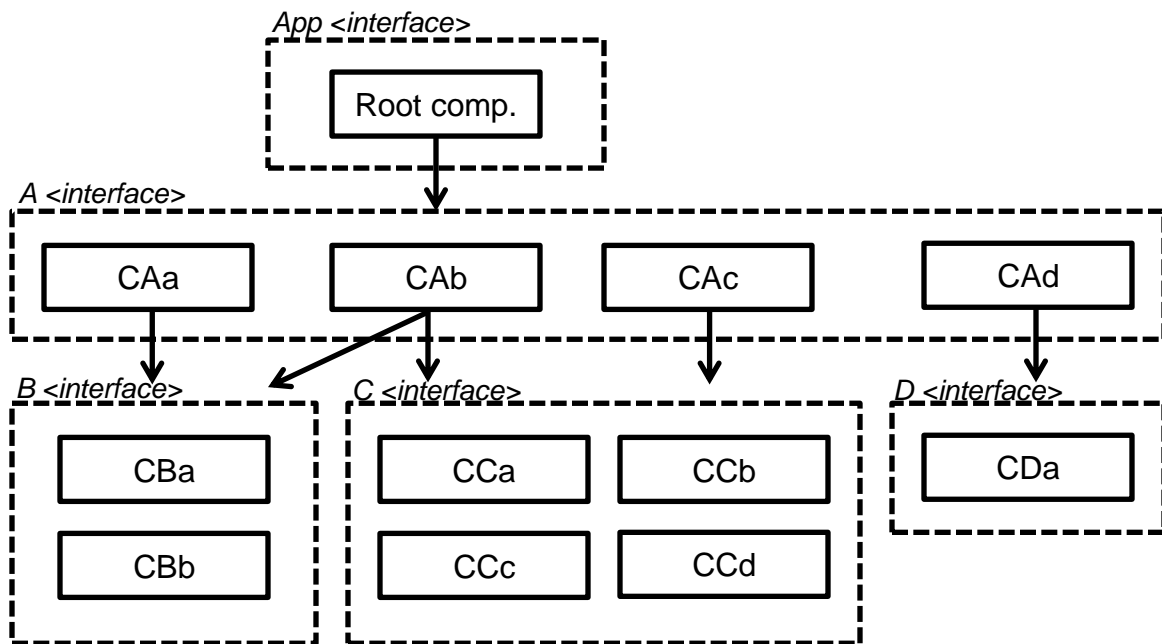 App <interface>
Root comp.
A <interface>
CAa
CAb
CAc
CAd
B <interface>
C <interface>
D <interface>
CBa
CCa
CCb
CDa
CBb
CCc
CCd